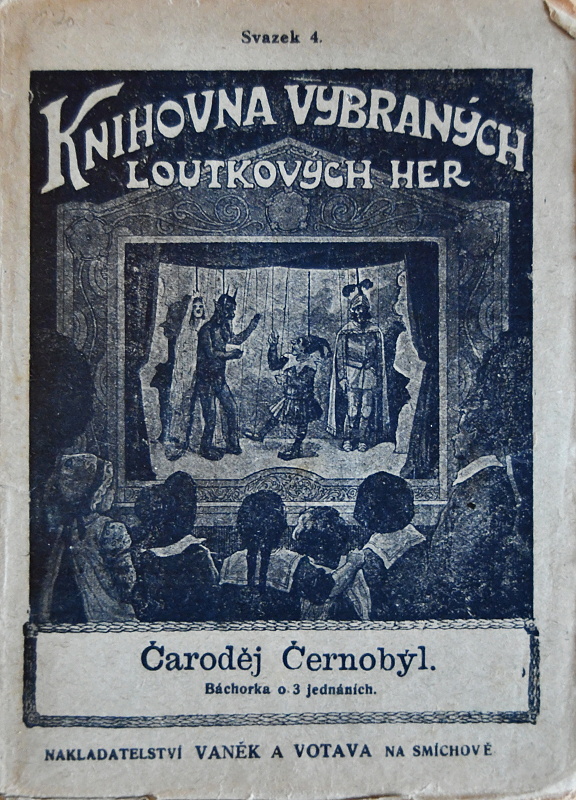 Svazek 4.
KNIHOVNA VYBRANÝCH
LOUTKOVÝCH HER
Čaroděj Černobýl.
Báchorka o 3 jednáních.
NAKLADATELSTVÍ VANĚK A VOTAVA NA SMÍCHOVĚ